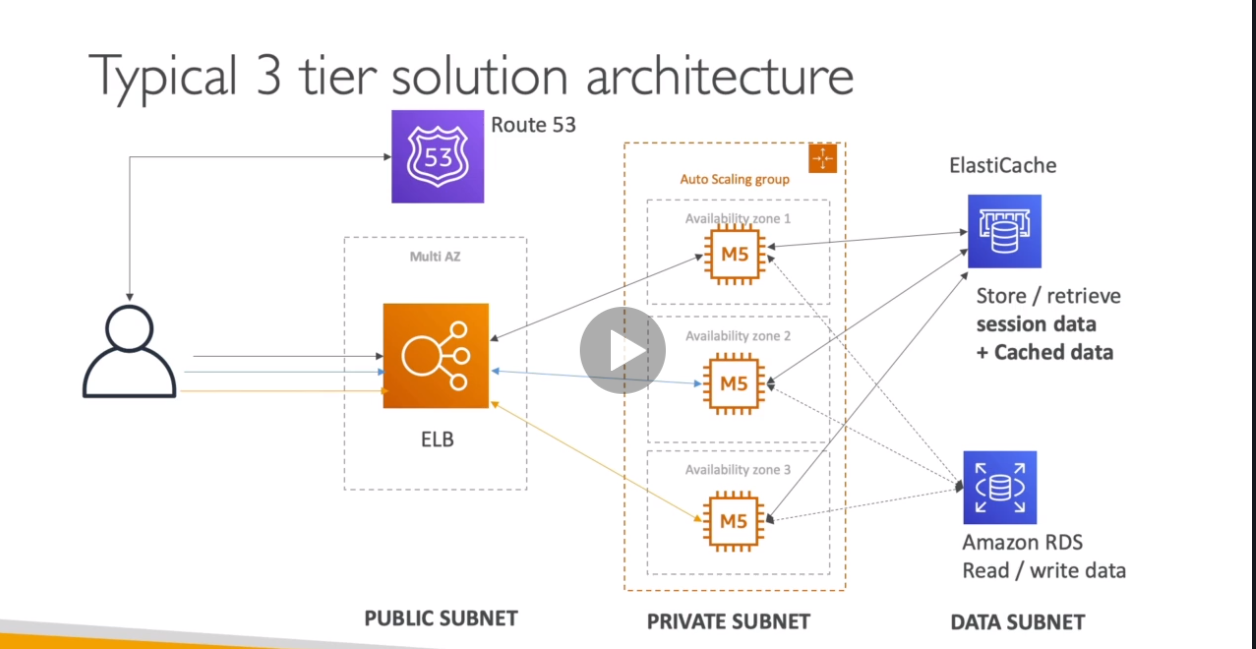 Typical 3 tier solution architecture
Route 53
53
Auto Scaling group
ElastiCache
Availability zone 1
M5
Multi AZ
Store / retrieve
session data
+ Cached data
Availability zone 2
M5
ELB
Availability zone 3
M5
Amazon RDS
Read / write data
PUBLIC SUBNET
PRIVATE SUBNET
DATA SUBNET